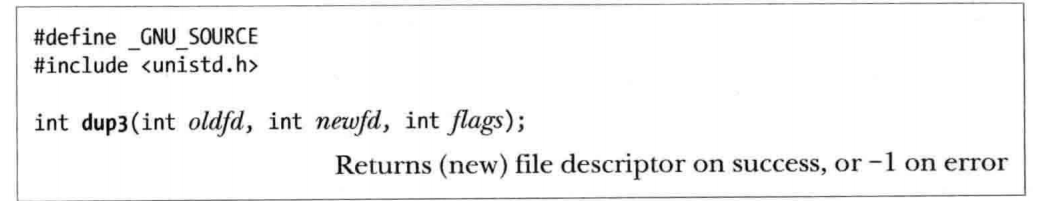 #define _GNU_SOURCE
#include <unistd.h>
int dup3(int oldfd, int newfd, int flags);
Returns (new) file descriptor on success, or −1 on error